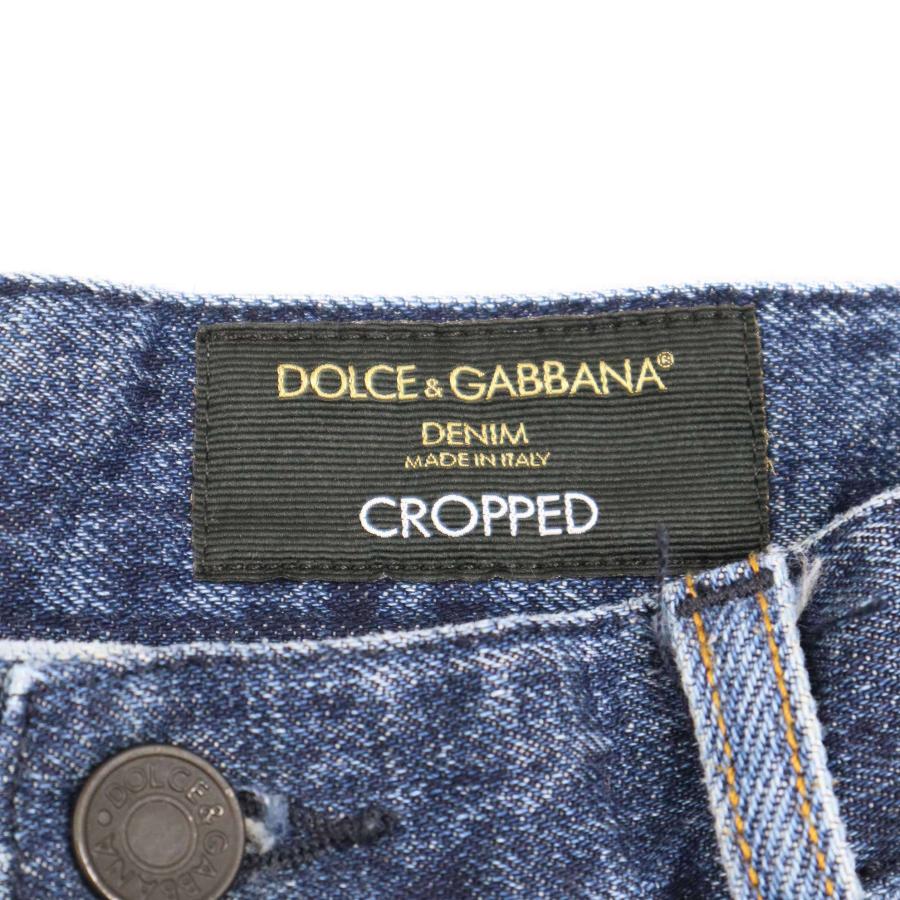 DOLCE & GABBANA®
DENIM
MADE IN ITALY
CROPPED
DOLCE & GABBANA